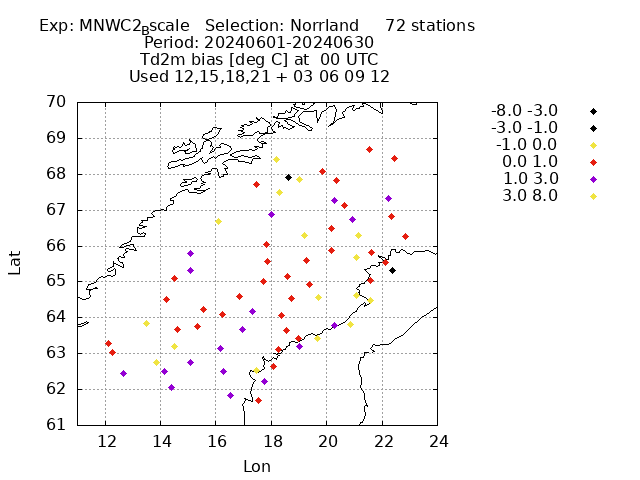 Exp: MNWC2Bscale   Selection: Norrland     72 stations
Period: 20240601-20240630
Td2m bias [deg C] at  00 UTC
Used 12,15,18,21 + 03 06 09 12
-8.0 -3.0
-3.0 -1.0
-1.0 0.0
0.0 1.0
1.0 3.0
3.0 8.0
70
69
68
67
66
65
64
63
62
61
Lat
12 14 16 18 20 22 24
Lon